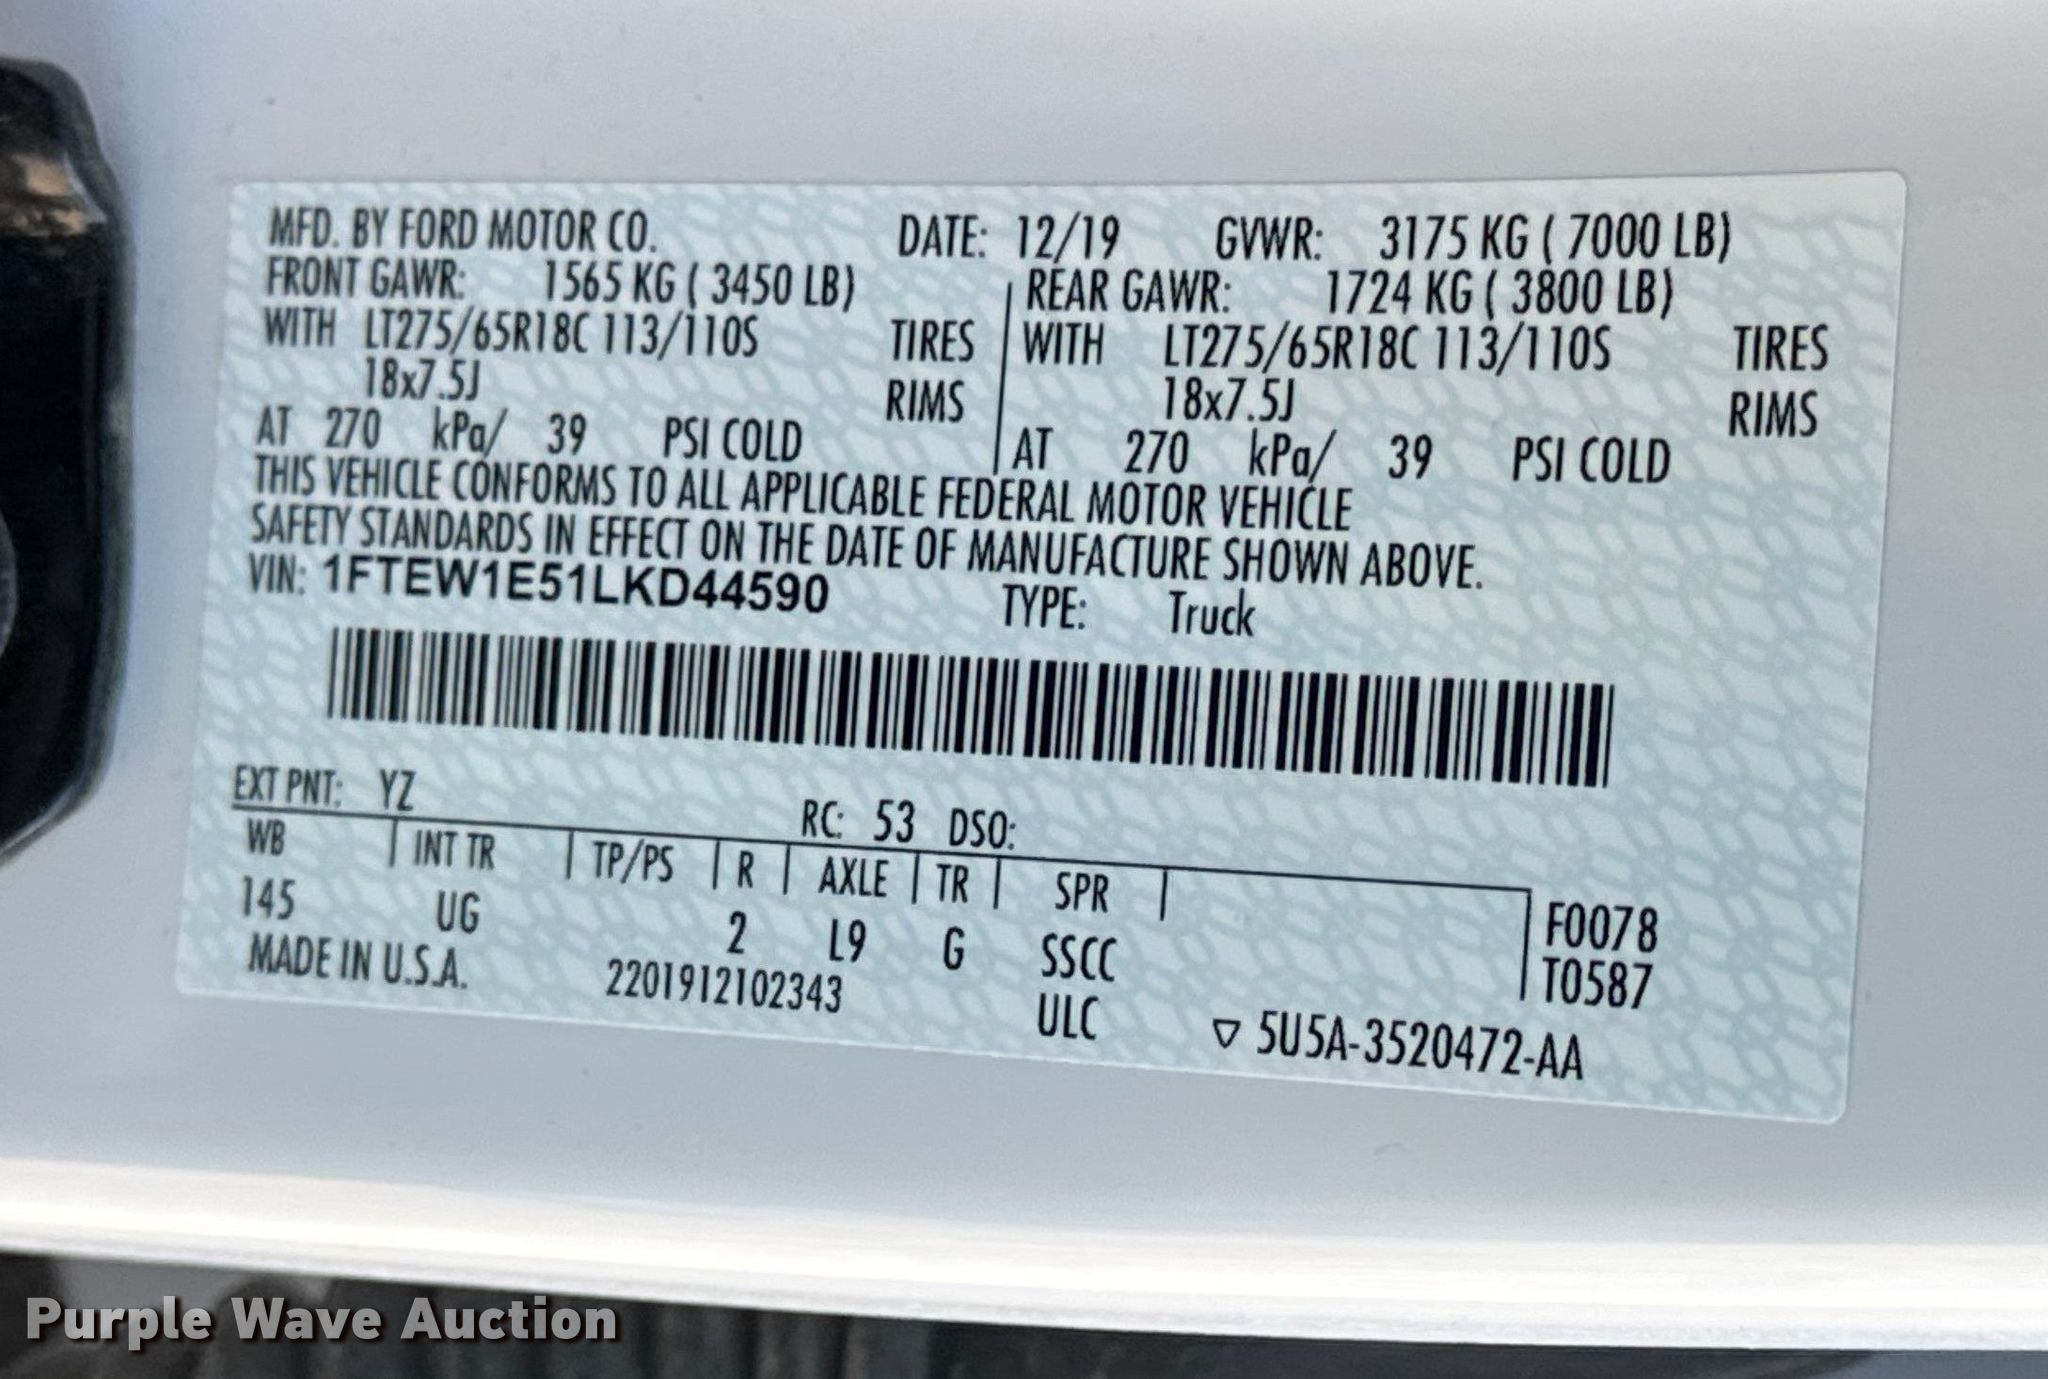 MFD. BY FORD MOTOR CO. DATE: 12/19 GVWR: 3175 KG ( 7000 LB)
FRONT GAWR: 1565 KG ( 3450 LB) REAR GAWR: 1724 KG ( 3800 LB)
WITH LT275/65R18C 113/110S TIRES WITH LT275/65R18C 113/110S TIRES
18x7.5J RIMS 18x7.5J RIMS
AT 270 kPa/ 39 PSI COLD AT 270 kPa/ 39 PSI COLD
THIS VEHICLE CONFORMS TO ALL APPLICABLE FEDERAL MOTOR VEHICLE
SAFETY STANDARDS IN EFFECT ON THE DATE OF MANUFACTURE SHOWN ABOVE.
VIN: 1FTEW1E51LKD44590 TYPE: Truck
EXT PNT: YZ RC: 53 DSO:
WB INT TR TP/PS R AXLE TR SPR
145 UG 2 L9 G SSCC F0078
MADE IN U.S.A. 2201912102343 ULC T0587
▽ 5U5A-3520472-AA
Purple Wave Auction